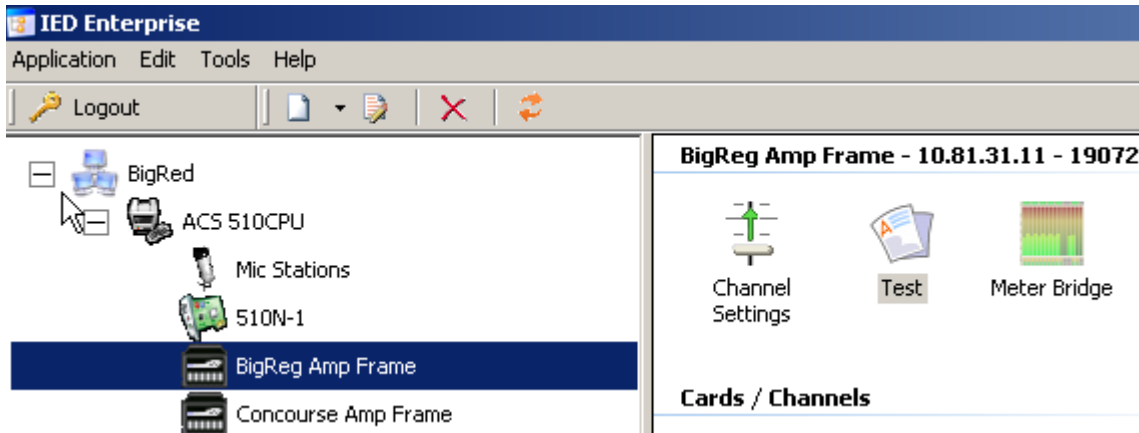 IED Enterprise
Application Edit Tools Help
Logout
BigRed
ACS 510CPU
Mic Stations
510N-1
BigReg Amp Frame
Concourse Amp Frame
BigReg Amp Frame - 10.81.31.11 - 19072
Channel Settings
Test
Meter Bridge
Cards / Channels